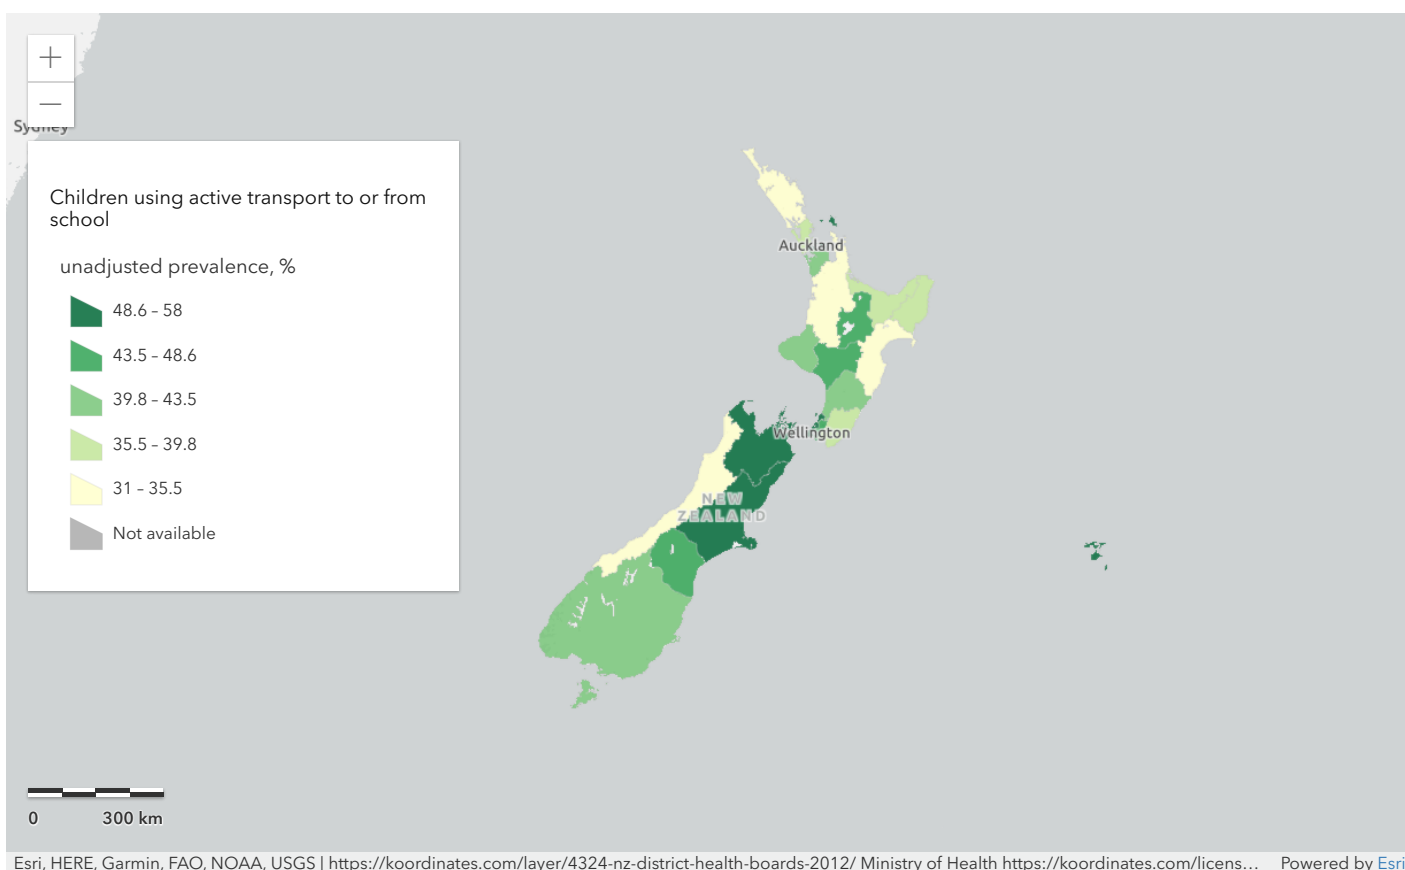 +
−
Sydney
Children using active transport to or from
school
unadjusted prevalence, %
48.6 – 58
43.5 – 48.6
39.8 – 43.5
35.5 – 39.8
31 – 35.5
Not available
Auckland
Wellington
NEW
ZEALAND
0 300 km
Esri, HERE, Garmin, FAO, NOAA, USGS | https://koordinates.com/layer/4324-nz-district-health-boards-2012/ Ministry of Health https://koordinates.com/licens… Powered by Esri